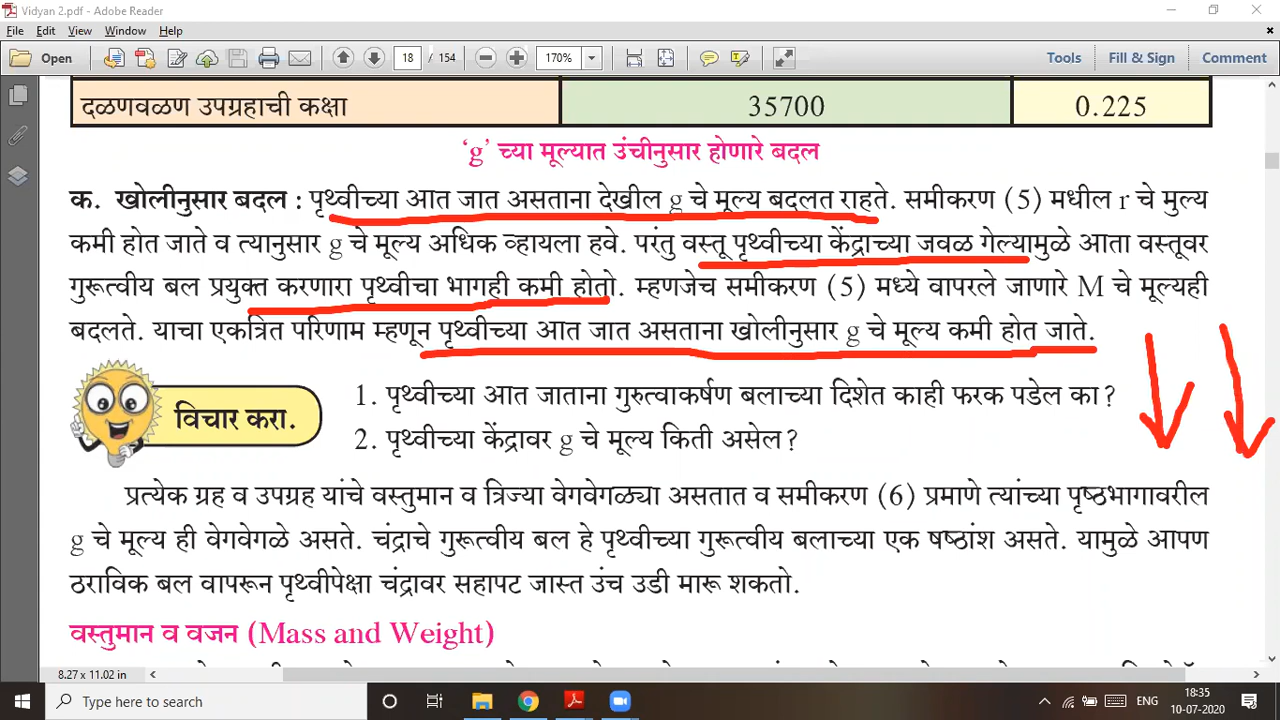 Vidyan 2.pdf - Adobe Reader
File Edit View Window Help
Open 18 / 154 170% Tools Fill & Sign Comment
दळणवळण उपग्रहाची कक्षा 35700 0.225
'g' च्या मूल्यात उंचीनुसार होणारे बदल
क. खोलीनुसार बदल : पृथ्वीच्या आत जात असताना देखील g चे मूल्य बदलत राहते. समीकरण (5) मधील r चे मुल्य
कमी होत जाते व त्यानुसार g चे मूल्य अधिक व्हायला हवे. परंतु वस्तू पृथ्वीच्या केंद्राच्या जवळ गेल्यामुळे आता वस्तूवर
गुरूत्वीय बल प्रयुक्त करणारा पृथ्वीचा भागही कमी होतो. म्हणजेच समीकरण (5) मध्ये वापरले जाणारे M चे मूल्यही
बदलते. याचा एकत्रित परिणाम म्हणून पृथ्वीच्या आत जात असताना खोलीनुसार g चे मूल्य कमी होत जाते.
विचार करा.
1. पृथ्वीच्या आत जाताना गुरुत्वाकर्षण बलाच्या दिशेत काही फरक पडेल का?
2. पृथ्वीच्या केंद्रावर g चे मूल्य किती असेल?
प्रत्येक ग्रह व उपग्रह यांचे वस्तुमान व त्रिज्या वेगवेगळ्या असतात व समीकरण (6) प्रमाणे त्यांच्या पृष्ठभागावरील
g चे मूल्य ही वेगवेगळे असते. चंद्राचे गुरूत्वीय बल हे पृथ्वीच्या गुरूत्वीय बलाच्या एक षष्ठांश असते. यामुळे आपण
ठराविक बल वापरून पृथ्वीपेक्षा चंद्रावर सहापट जास्त उंच उडी मारू शकतो.
वस्तुमान व वजन (Mass and Weight)
8.27 x 11.02 in
Type here to search
ENG
18:35
10-07-2020